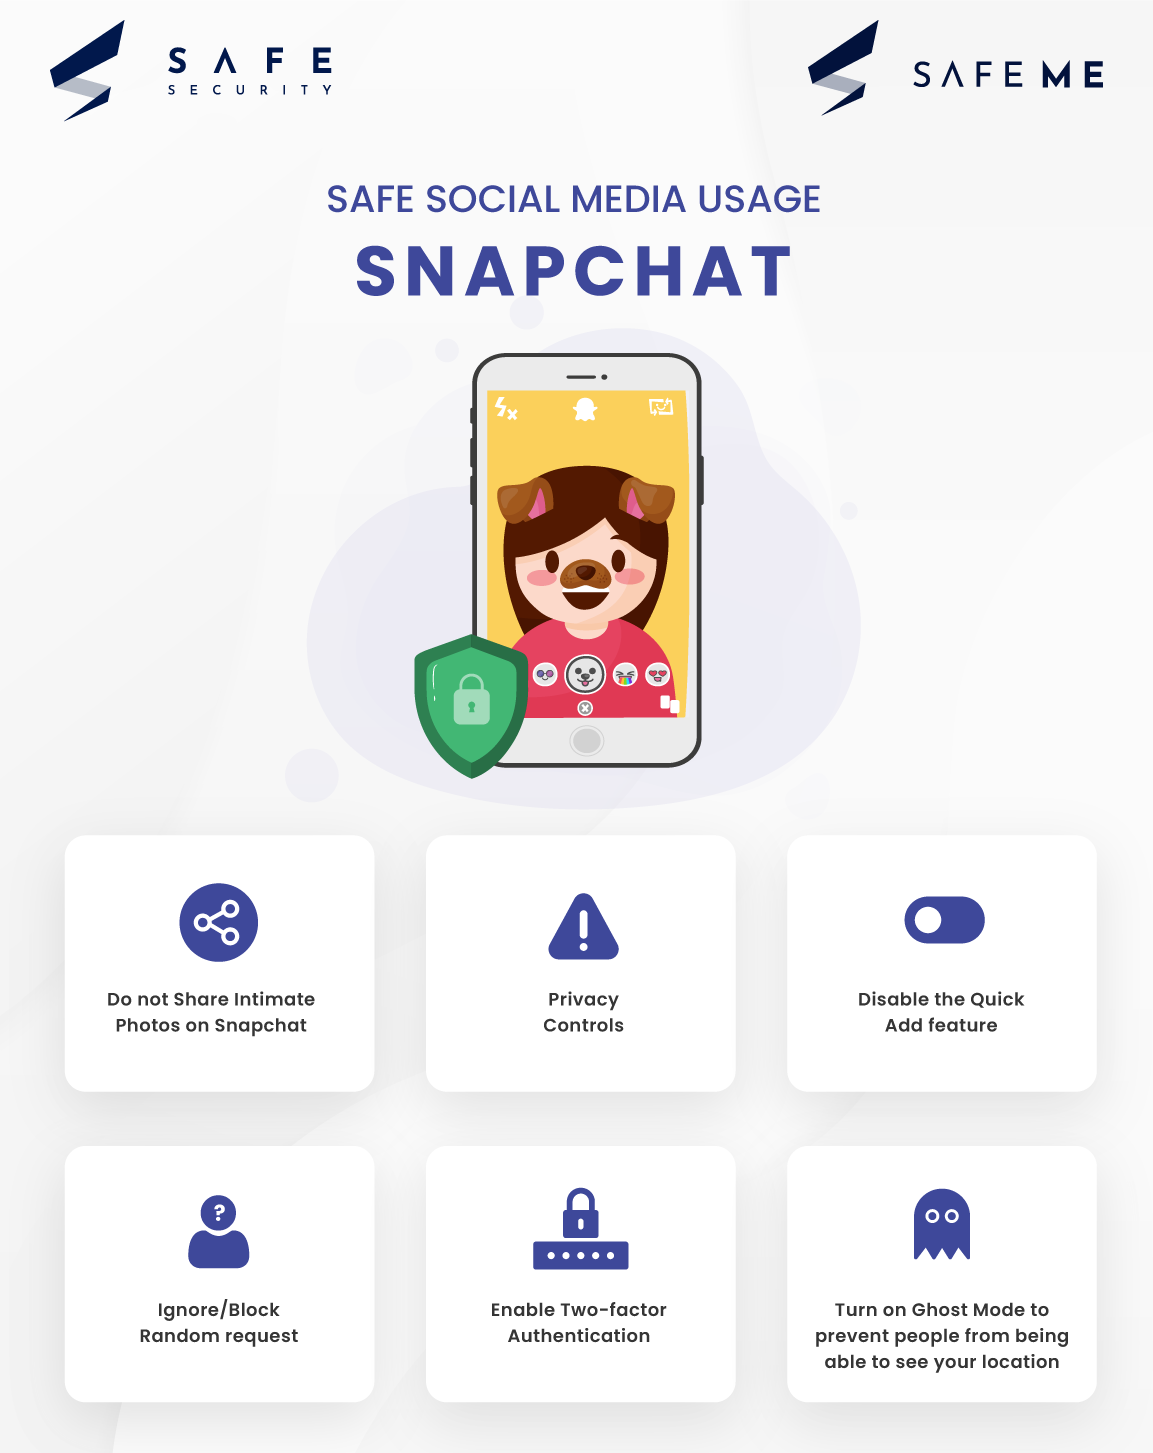 SAFE
SECURITY
SAFE ME
SAFE SOCIAL MEDIA USAGE
SNAPCHAT
Do not Share Intimate
Photos on Snapchat
Privacy
Controls
Disable the Quick
Add feature
?
Ignore/Block
Random request
Enable Two-factor
Authentication
Turn on Ghost Mode to
prevent people from being
able to see your location